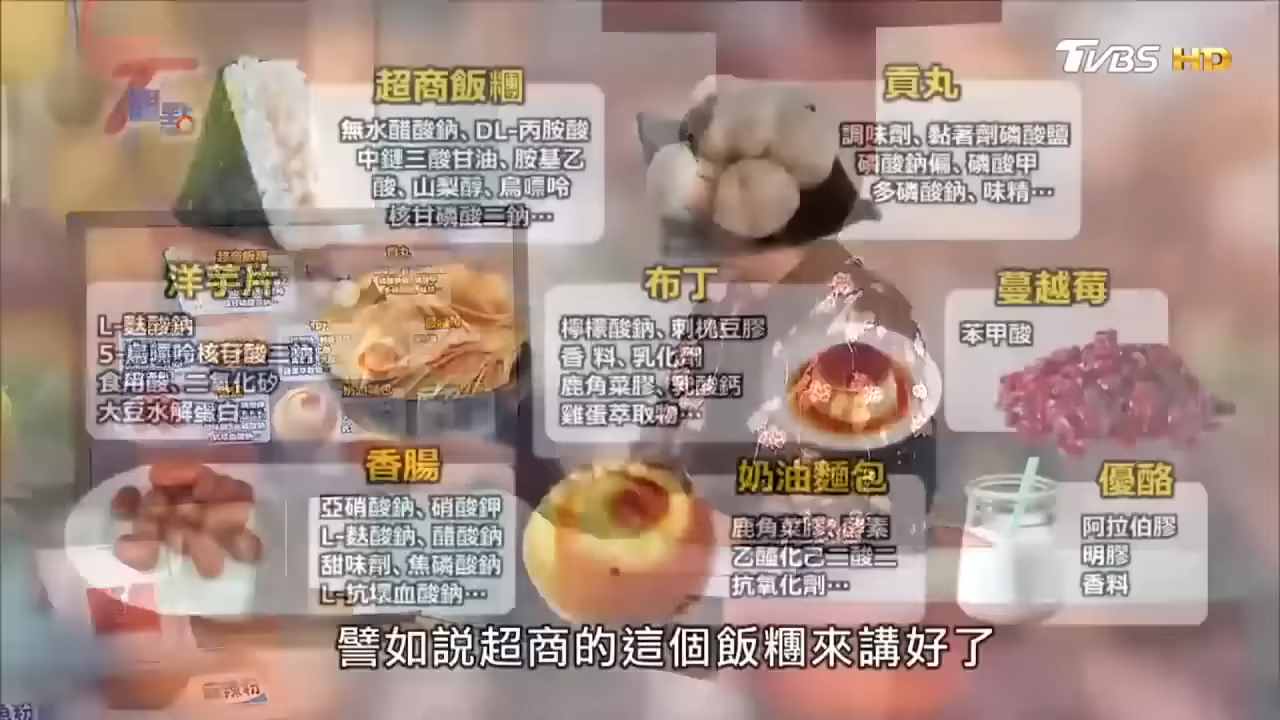 TVBS HD
超商飯糰
無水醋酸鈉、DL-丙胺酸
中鏈三酸甘油、胺基乙
酸、山梨醇、鳥嘌呤
核甘磷酸二鈉…
貢丸
調味劑、黏著劑磷酸鹽
磷酸鈉偏、磷酸甲
多磷酸鈉、味精…
洋芋片
L-麩酸鈉
5-鳥嘌呤核苷酸二鈉
食用酸、二氧化矽
大豆水解蛋白
布丁
檸檬酸鈉、刺槐豆膠
香料、乳化劑
鹿角菜膠、乳酸鈣
雞蛋萃取物…
蔓越莓
苯甲酸
香腸
亞硝酸鈉、硝酸鉀
L-麩酸鈉、醋酸鈉
甜味劑、焦磷酸鈉
L-抗壞血酸鈉…
奶油麵包
鹿角菜膠、酵素
乙醯化己二酸二
抗氧化劑…
優酪
阿拉伯膠
明膠
香料
譬如說超商的這個飯糰來講好了